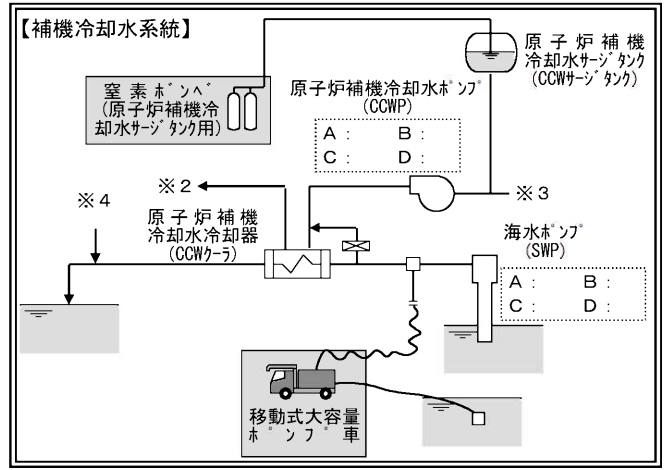 【補機冷却水系統】
原子炉補機
冷却水サージタンク
(CCWサージタンク)
窒素ボンベ
(原子炉補機冷
却水サージタンク用)
原子炉補機冷却水ポンプ
(CCWP)
A： B：
C： D：
※2
※3
※4
原子炉補機
冷却水冷却器
(CCWクーラ)
海水ポンプ
(SWP)
A： B：
C： D：
移動式大容量
ポンプ車